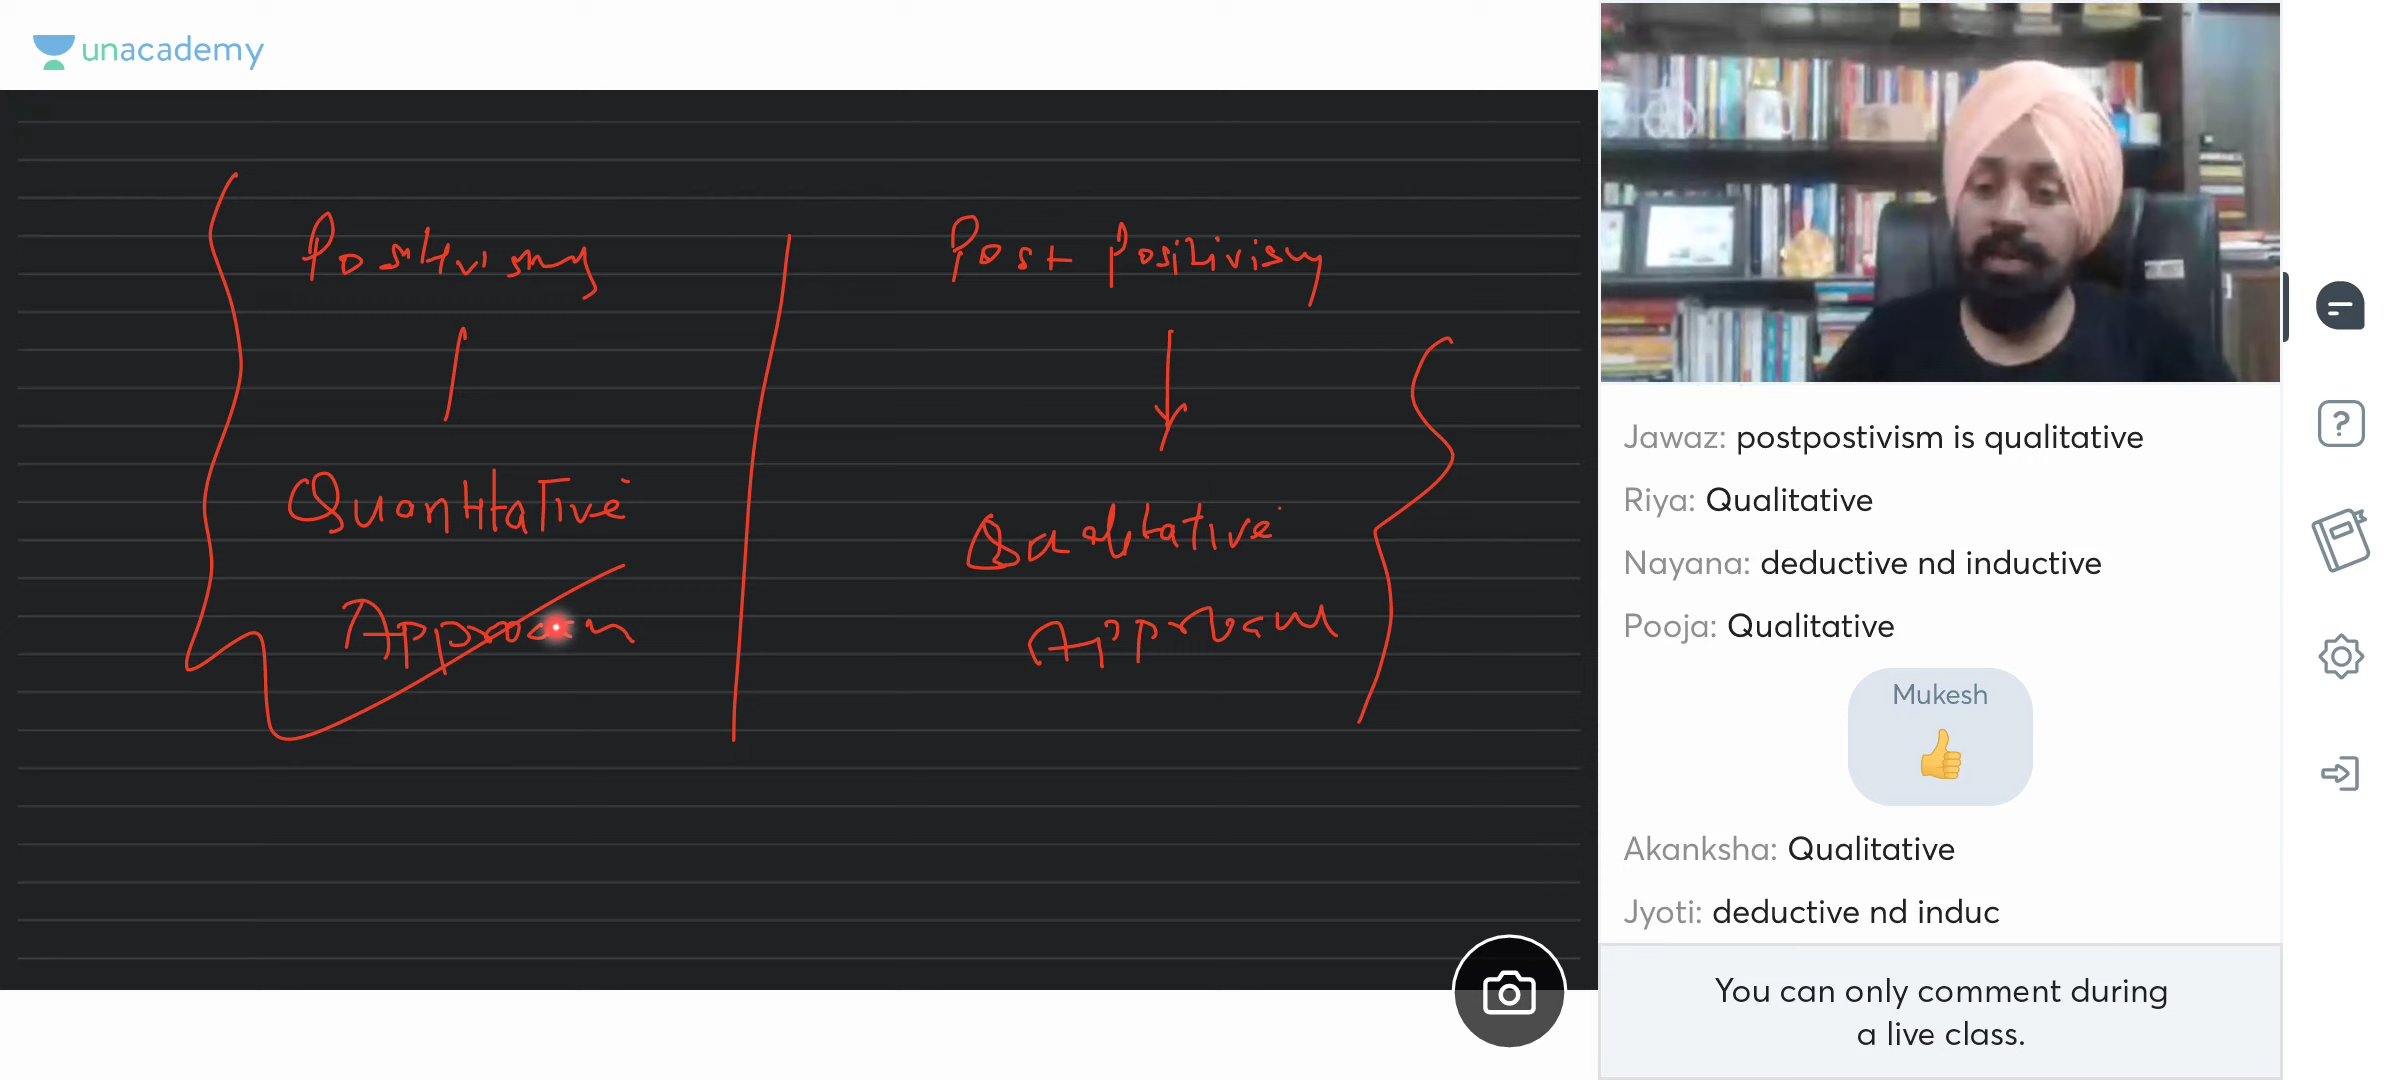 unacademy
Positivism
Post Positivism
Quantitative
Qualitative
Approach
Approach
Jawaz: postpostivism is qualitative
Riya: Qualitative
Nayana: deductive nd inductive
Pooja: Qualitative
Mukesh
Akanksha: Qualitative
Jyoti: deductive nd induc
You can only comment during
a live class.